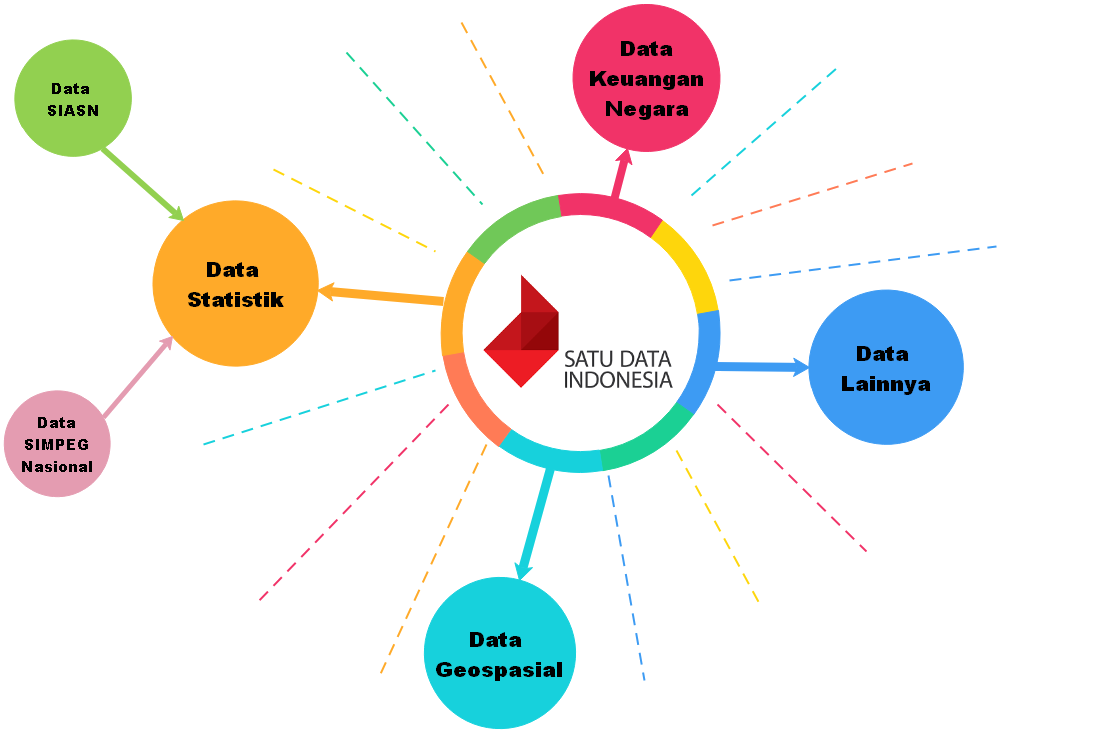 Data
Keuangan
Negara
Data
SIASN
Data
Statistik
SATU DATA
INDONESIA
Data
Lainnya
Data
SIMPEG
Nasional
Data
Geospasial